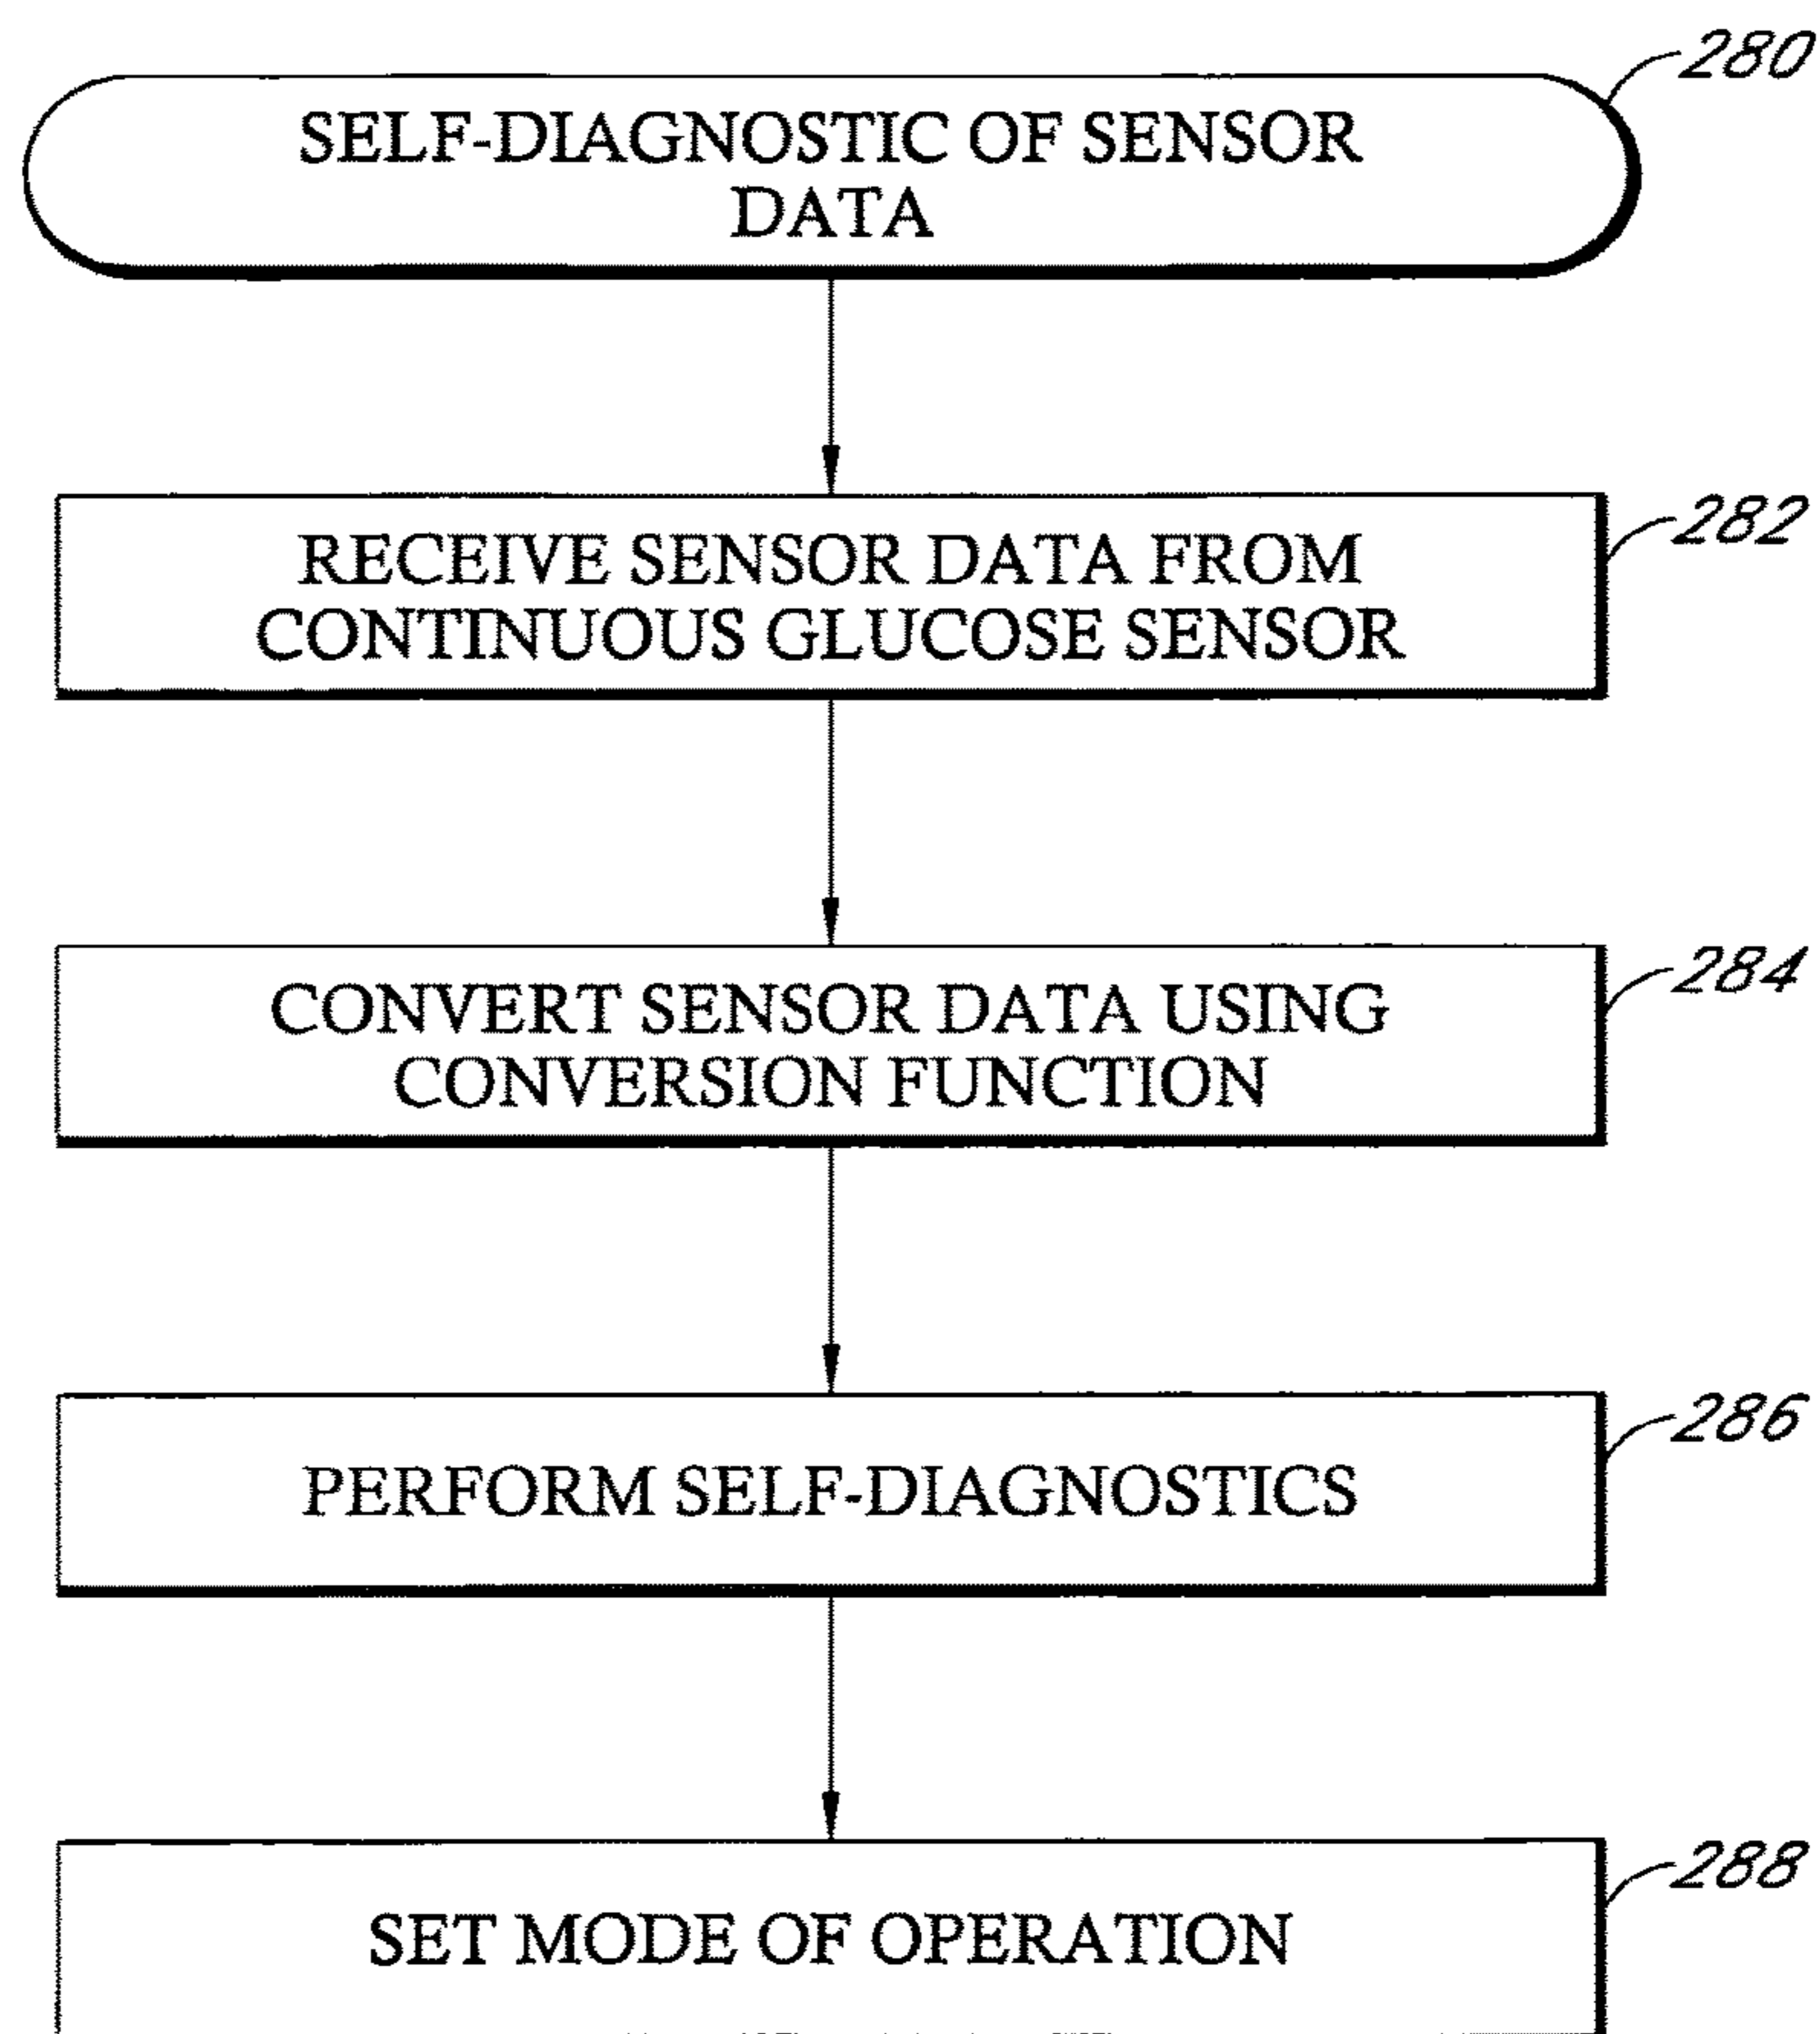 280
SELF-DIAGNOSTIC OF SENSOR
DATA
282
RECEIVE SENSOR DATA FROM
CONTINUOUS GLUCOSE SENSOR
284
CONVERT SENSOR DATA USING
CONVERSION FUNCTION
286
PERFORM SELF-DIAGNOSTICS
288
SET MODE OF OPERATION